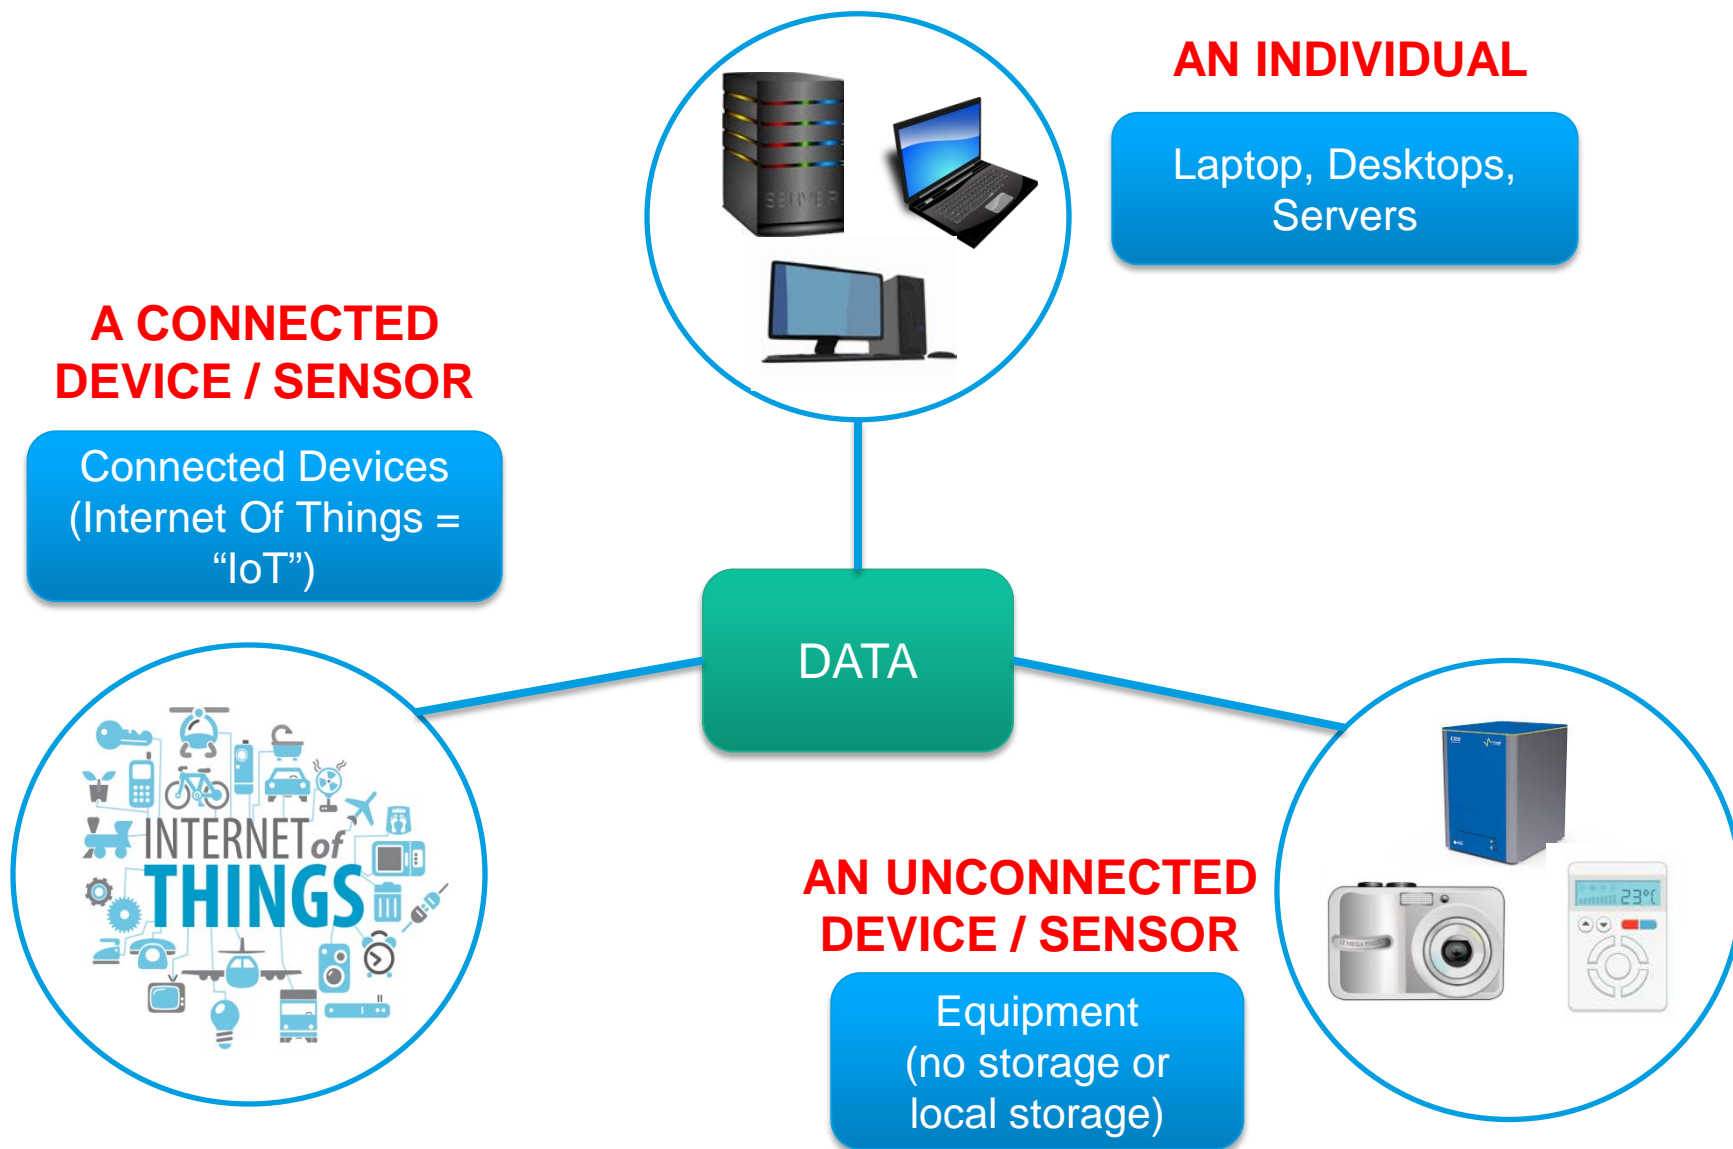 AN INDIVIDUAL
Laptop, Desktops,
Servers
SERVER
A CONNECTED
DEVICE / SENSOR
Connected Devices
(Internet Of Things =
“IoT”)
DATA
INTERNET of
THINGS
AN UNCONNECTED
DEVICE / SENSOR
Equipment
(no storage or
local storage)
23°C